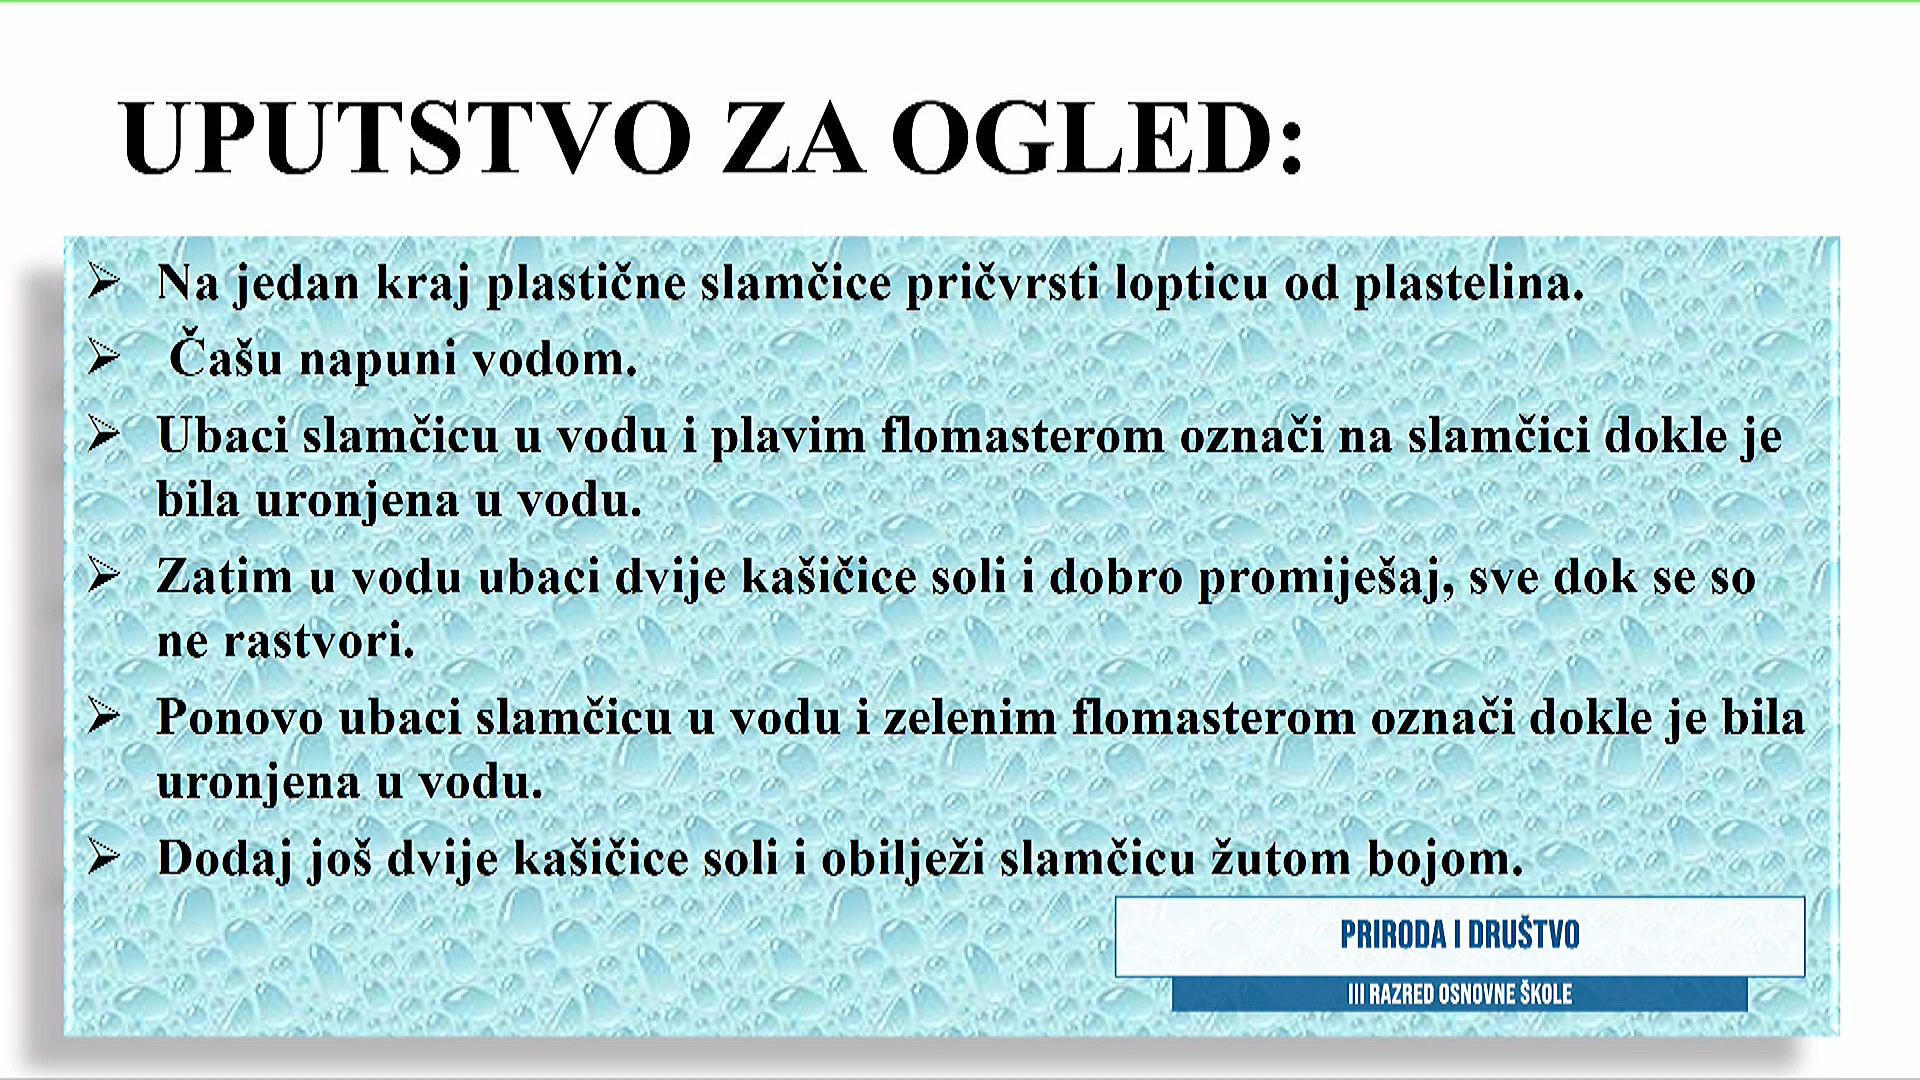 UPUTSTVO ZA OGLED:
➢ Na jedan kraj plastične slamčice pričvrsti lopticu od plastelina.
➢ Čašu napuni vodom.
➢ Ubaci slamčicu u vodu i plavim flomasterom označi na slamčici dokle je
bila uronjena u vodu.
➢ Zatim u vodu ubaci dvije kašičice soli i dobro promiješaj, sve dok se so
ne rastvori.
➢ Ponovo ubaci slamčicu u vodu i zelenim flomasterom označi dokle je bila
uronjena u vodu.
➢ Dodaj još dvije kašičice soli i obilježi slamčicu žutom bojom.
PRIRODA I DRUŠTVO
III RAZRED OSNOVNE ŠKOLE